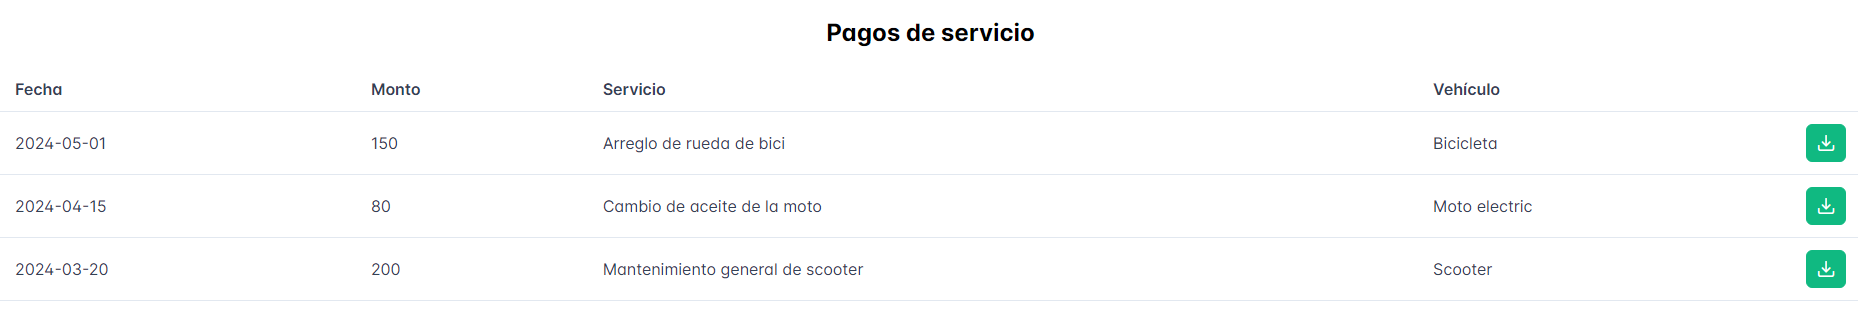 Pagos de servicio
Fecha Monto Servicio Vehículo
2024-05-01 150 Arreglo de rueda de bici Bicicleta
2024-04-15 80 Cambio de aceite de la moto Moto electric
2024-03-20 200 Mantenimiento general de scooter Scooter